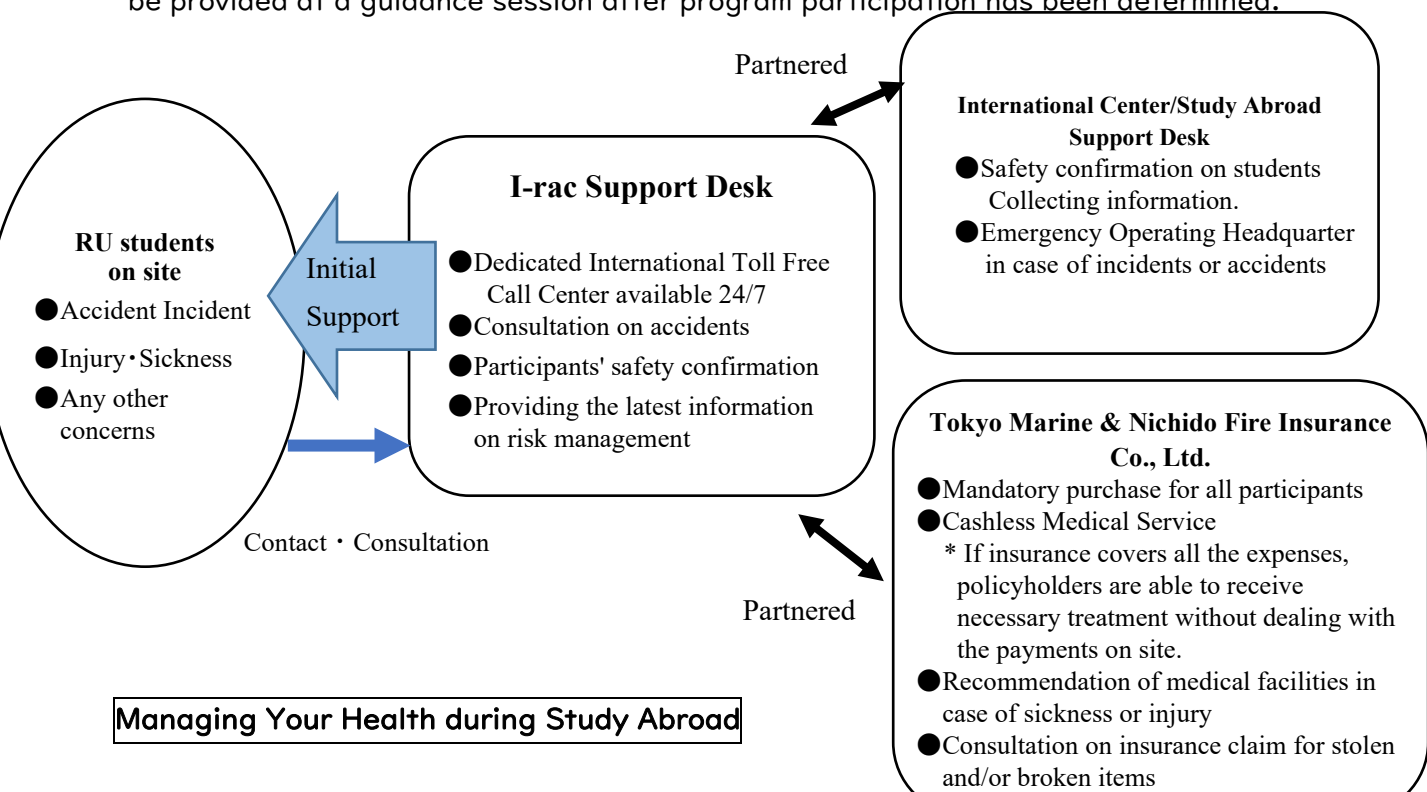 be provided at a guidance session after program participation has been determined.
Partnered
International Center/Study Abroad
Support Desk
●Safety confirmation on students
Collecting information.
●Emergency Operating Headquarter
in case of incidents or accidents
I-rac Support Desk
●Dedicated International Toll Free
Call Center available 24/7
●Consultation on accidents
●Participants' safety confirmation
●Providing the latest information
on risk management
Initial
Support
RU students
on site
●Accident Incident
●Injury・Sickness
●Any other
concerns
Contact・Consultation
Partnered
Tokyo Marine & Nichido Fire Insurance
Co., Ltd.
●Mandatory purchase for all participants
●Cashless Medical Service
* If insurance covers all the expenses,
policyholders are able to receive
necessary treatment without dealing with
the payments on site.
●Recommendation of medical facilities in
case of sickness or injury
●Consultation on insurance claim for stolen
and/or broken items
Managing Your Health during Study Abroad